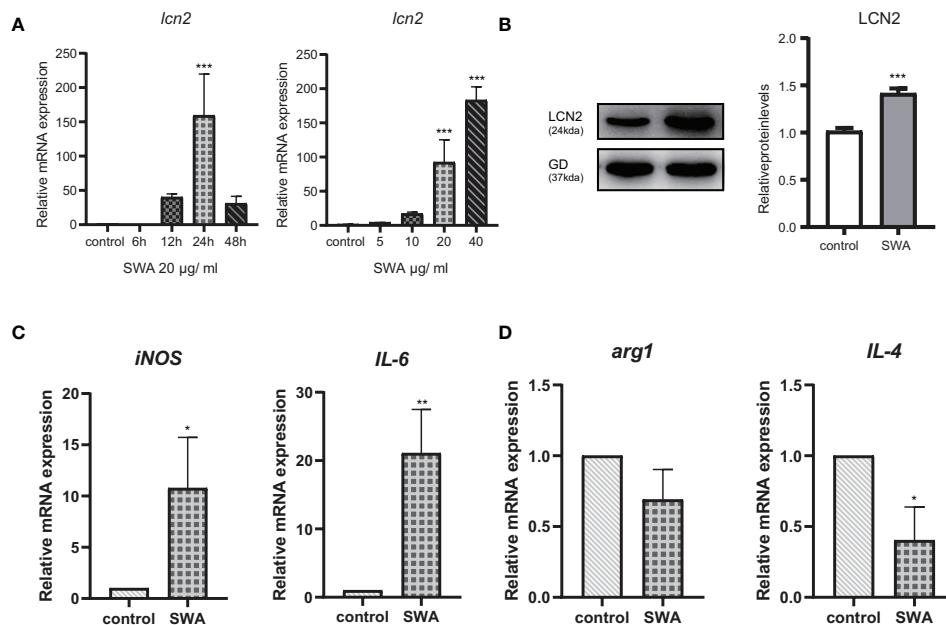 A
lcn2
Relative mRNA expression
250
200
150
100
50
0
***
control 6h 12h 24h 48h
SWA 20 µg/ ml
lcn2
Relative mRNA expression
250
200
150
100
50
0
***
***
control 5 10 20 40
SWA µg/ ml
B
LCN2
(24kda)
GD
(37kda)
LCN2
Relativeproteinlevels
2.0
1.5
1.0
0.5
0.0
***
control SWA
C
iNOS
Relative mRNA expression
20
15
10
5
0
*
control SWA
IL-6
Relative mRNA expression
30
20
10
0
**
control SWA
D
arg1
Relative mRNA expression
1.5
1.0
0.5
0.0
control SWA
IL-4
Relative mRNA expression
1.5
1.0
0.5
0.0
*
control SWA